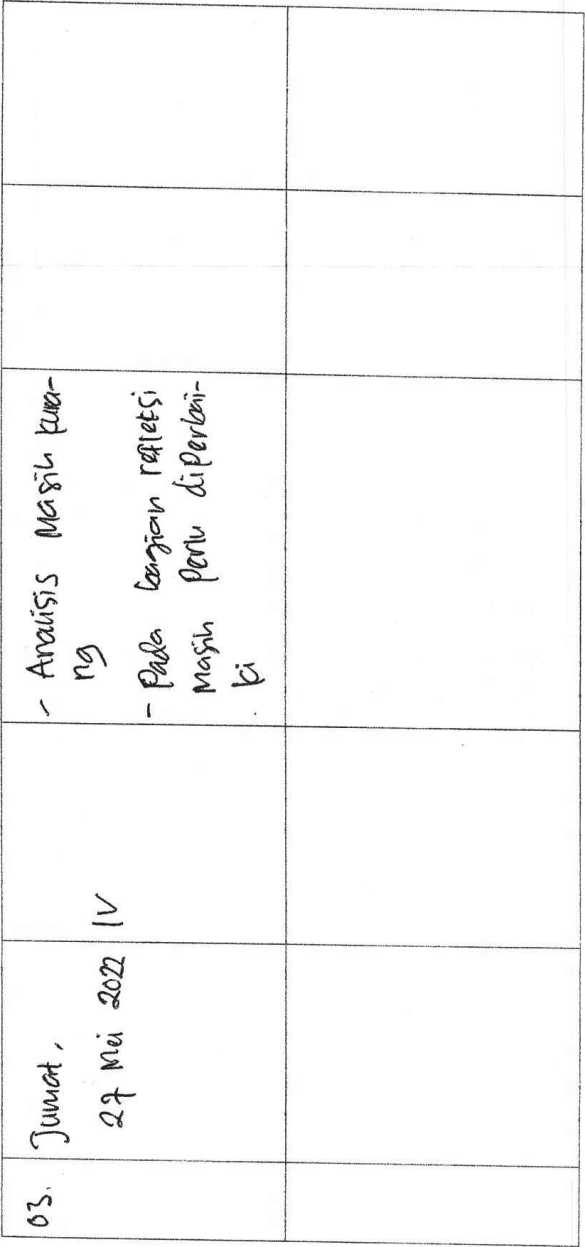 03.
Jumat,
27 Mei 2022
IV
- Analisis Masih kura-
ng
- Pada bagian refleksi
Masih Perlu diperbai-
ki